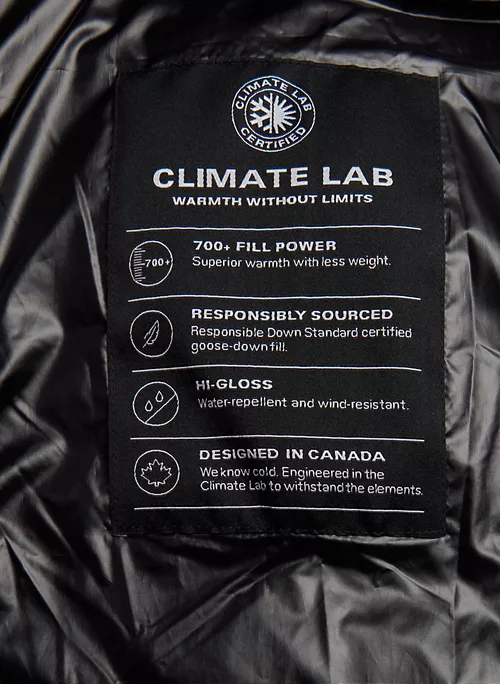 CLIMATE LAB
CERTIFIED
CLIMATE LAB
WARMTH WITHOUT LIMITS
700+ FILL POWER
700+
Superior warmth with less weight.
RESPONSIBLY SOURCED
Responsible Down Standard certified
goose-down fill.
HI-GLOSS
Water-repellent and wind-resistant.
DESIGNED IN CANADA
We know cold. Engineered in the
Climate Lab to withstand the elements.